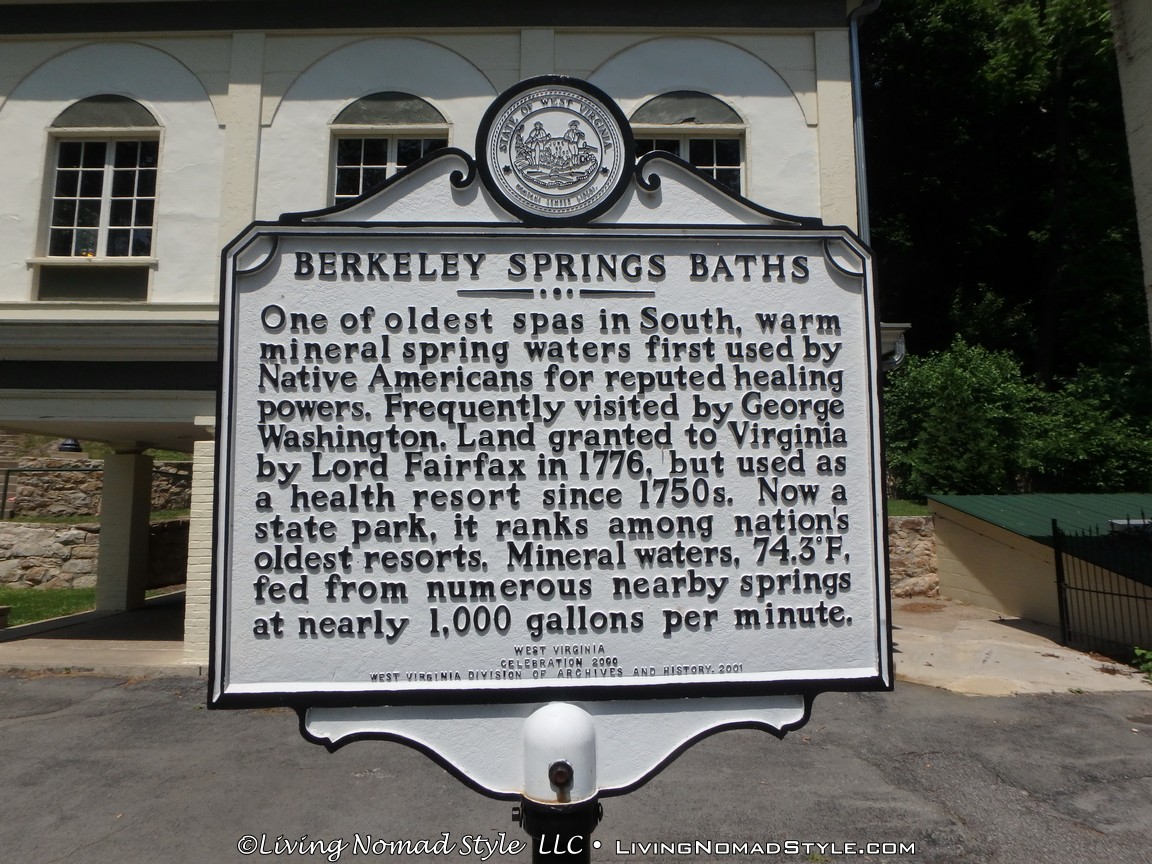 STATE OF WEST VIRGINIA
MONTANI SEMPER LIBERI
BERKELEY SPRINGS BATHS
One of oldest spas in South, warm
mineral spring waters first used by
Native Americans for reputed healing
powers. Frequently visited by George
Washington. Land granted to Virginia
by Lord Fairfax in 1776, but used as
a health resort since 1750s. Now a
state park, it ranks among nation's
oldest resorts. Mineral waters, 74.3°F,
fed from numerous nearby springs
at nearly 1,000 gallons per minute.
WEST VIRGINIA
CELEBRATION 2000
WEST VIRGINIA DIVISION OF ARCHIVES AND HISTORY, 2001
©Living Nomad Style LLC • LivingNomadStyle.com